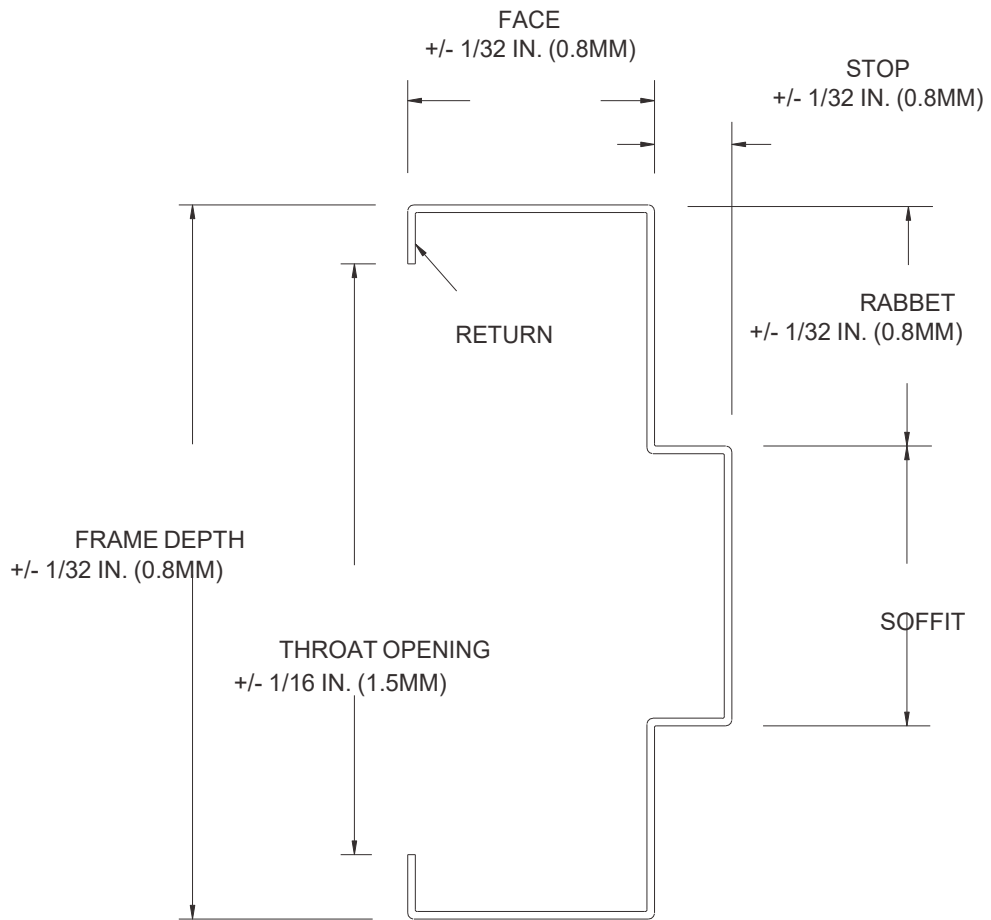 FACE
+/- 1/32 IN. (0.8MM)
STOP
+/- 1/32 IN. (0.8MM)
RETURN
RABBET
+/- 1/32 IN. (0.8MM)
FRAME DEPTH
+/- 1/32 IN. (0.8MM)
THROAT OPENING
+/- 1/16 IN. (1.5MM)
SOFFIT